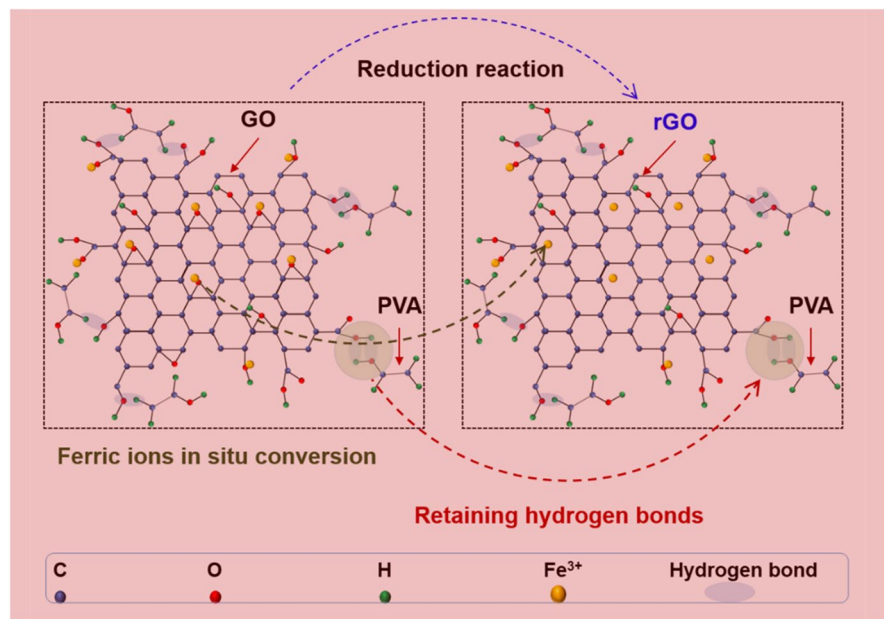 Reduction reaction
GO
rGO
PVA
PVA
Ferric ions in situ conversion
Retaining hydrogen bonds
C O H Fe³⁺ Hydrogen bond